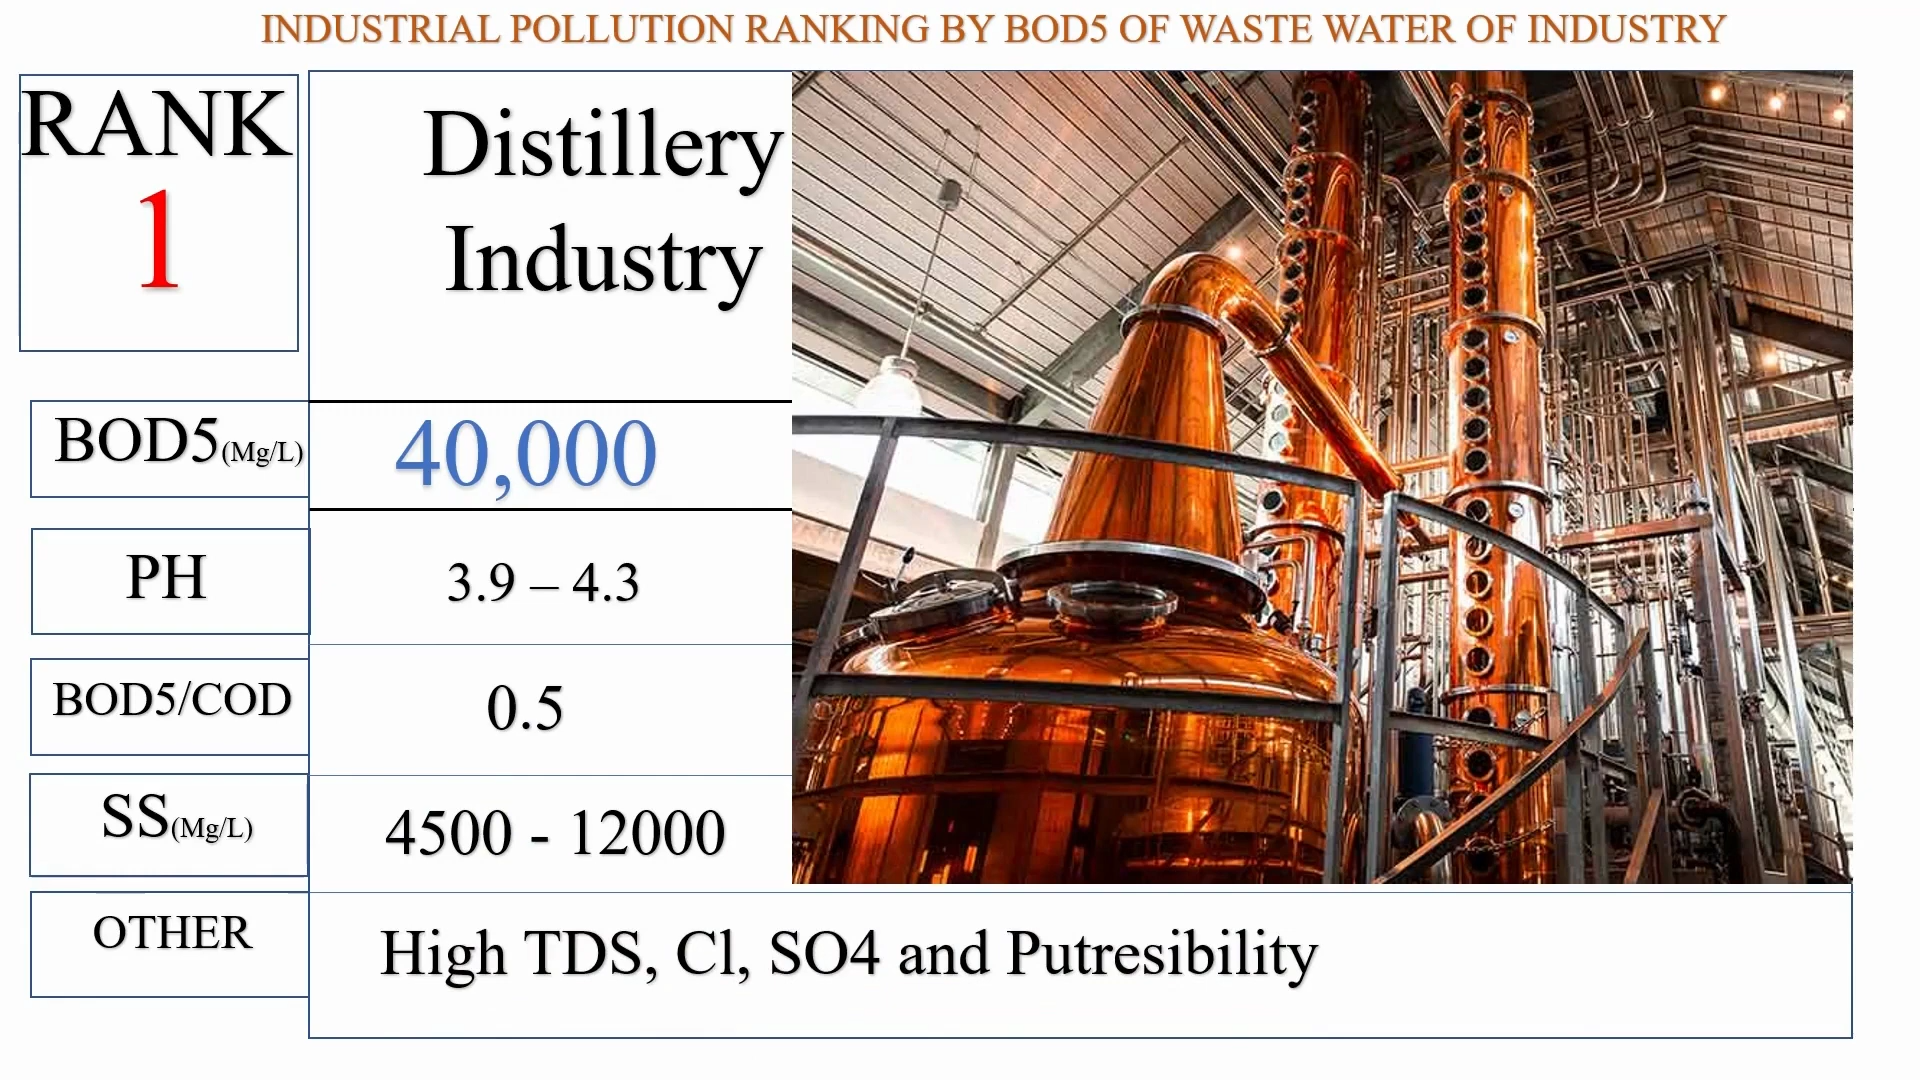 INDUSTRIAL POLLUTION RANKING BY BOD5 OF WASTE WATER OF INDUSTRY
RANK
1
Distillery
Industry
BOD5(Mg/L)
40,000
PH
3.9 – 4.3
BOD5/COD
0.5
SS(Mg/L)
4500 - 12000
OTHER
High TDS, Cl, SO4 and Putresibility